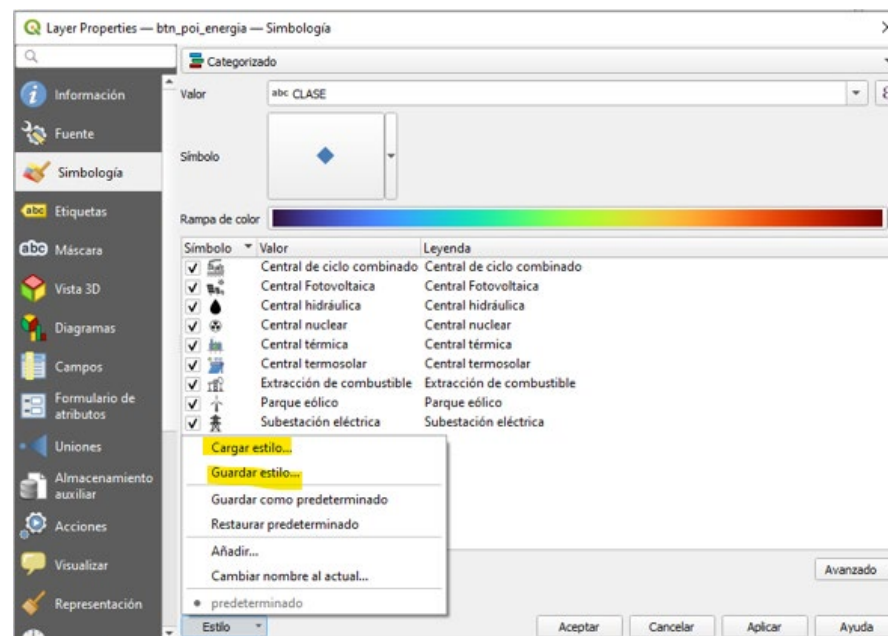 Layer Properties — btn_poi_energia — Simbología
Categorizado
Información
Fuente
Simbología
Etiquetas
Máscara
Vista 3D
Diagramas
Campos
Formulario de
atributos
Uniones
Almacenamiento
auxiliar
Acciones
Visualizar
Representación
Valor abc CLASE
Símbolo
Rampa de color
Símbolo Valor Leyenda
Central de ciclo combinado Central de ciclo combinado
Central Fotovoltaica Central Fotovoltaica
Central hidráulica Central hidráulica
Central nuclear Central nuclear
Central térmica Central térmica
Central termosolar Central termosolar
Extracción de combustible Extracción de combustible
Parque eólico Parque eólico
Subestación eléctrica Subestación eléctrica
Cargar estilo...
Guardar estilo...
Guardar como predeterminado
Restaurar predeterminado
Añadir...
Cambiar nombre al actual...
predeterminado
Avanzado
Estilo Aceptar Cancelar Aplicar Ayuda